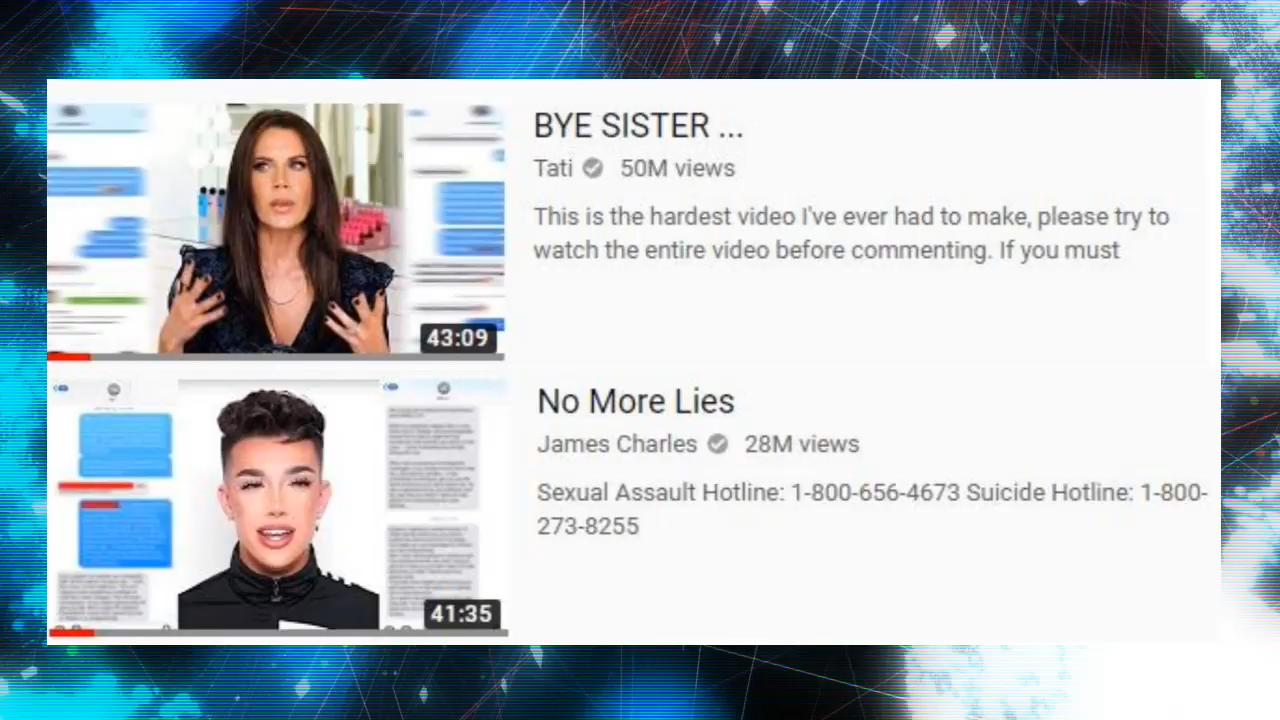 BYE SISTER ...
Tati 50M views
This is the hardest video I've ever had to make, please try to
watch the entire video before commenting. If you must
43:09
No More Lies
James Charles 28M views
Sexual Assault Hotline: 1-800-656-4673 Suicide Hotline: 1-800-
273-8255
41:35